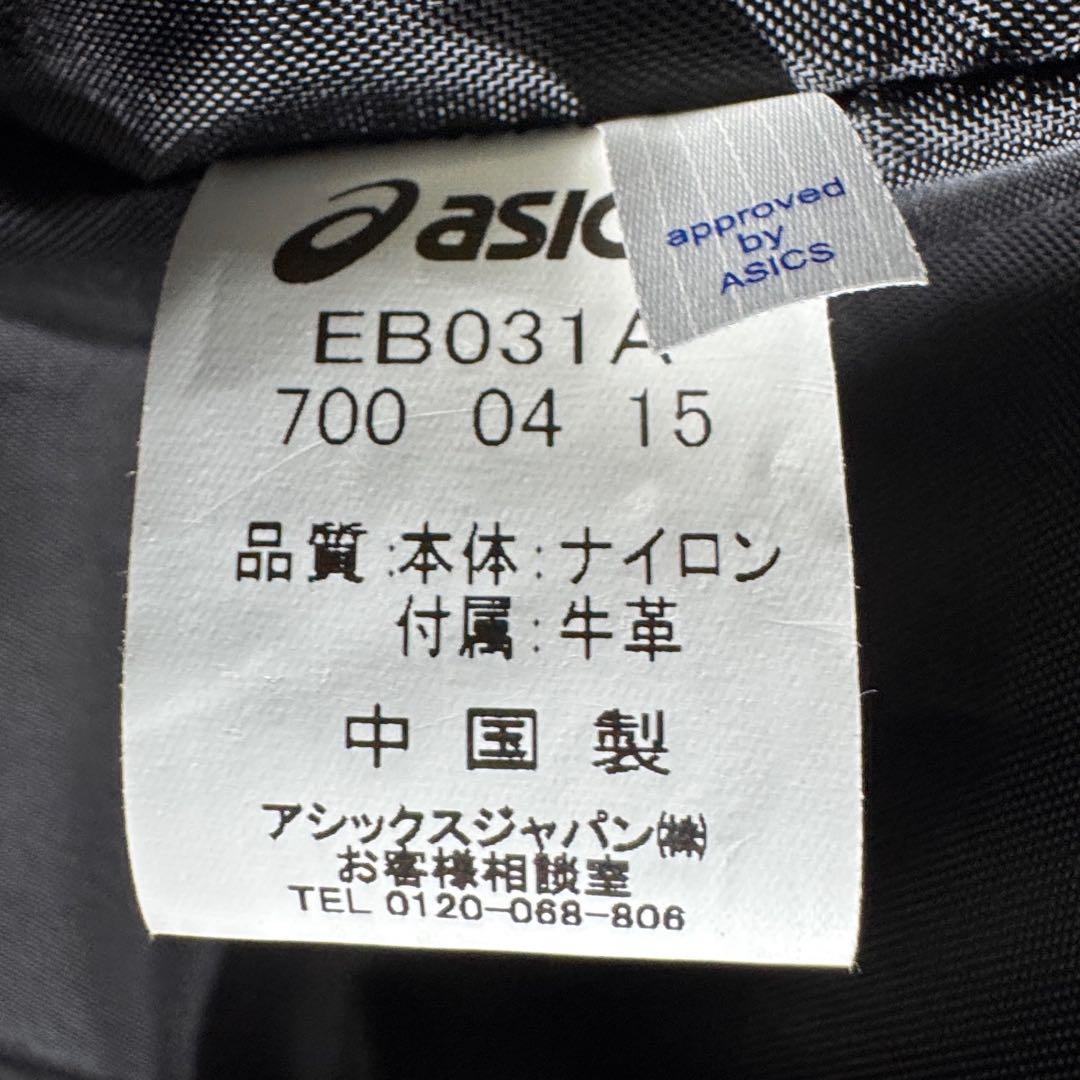 asic
approved
by
ASICS
EB031A
700 04 15
品質:本体:ナイロン
付属:牛革
中国製
アシックスジャパン㈱
お客様相談室
TEL 0120-068-806